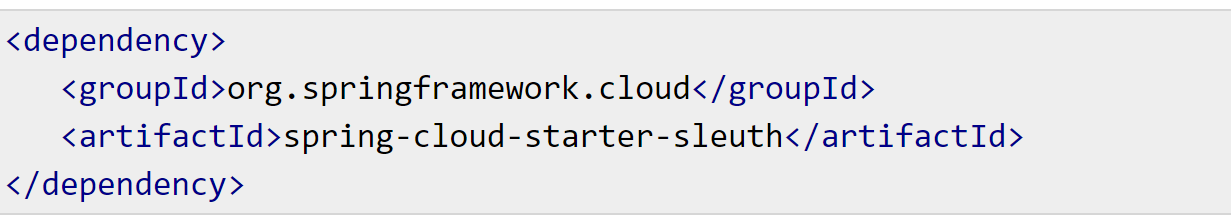 <dependency>
   <groupId>org.springframework.cloud</groupId>
   <artifactId>spring-cloud-starter-sleuth</artifactId>
</dependency>